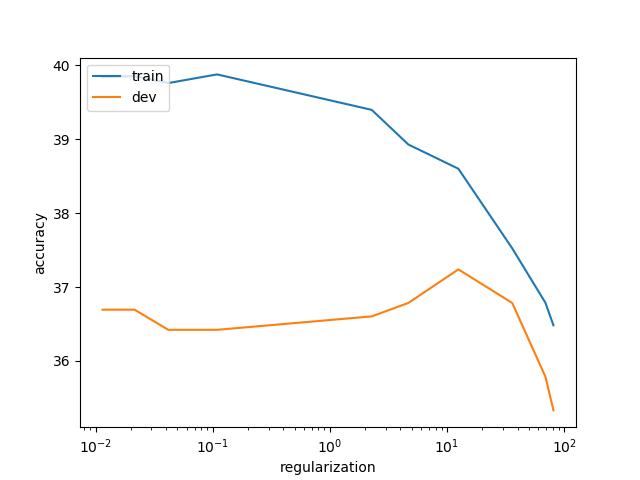 40
39
38
37
36
accuracy
train
dev
10⁻² 10⁻¹ 10⁰ 10¹ 10²
regularization